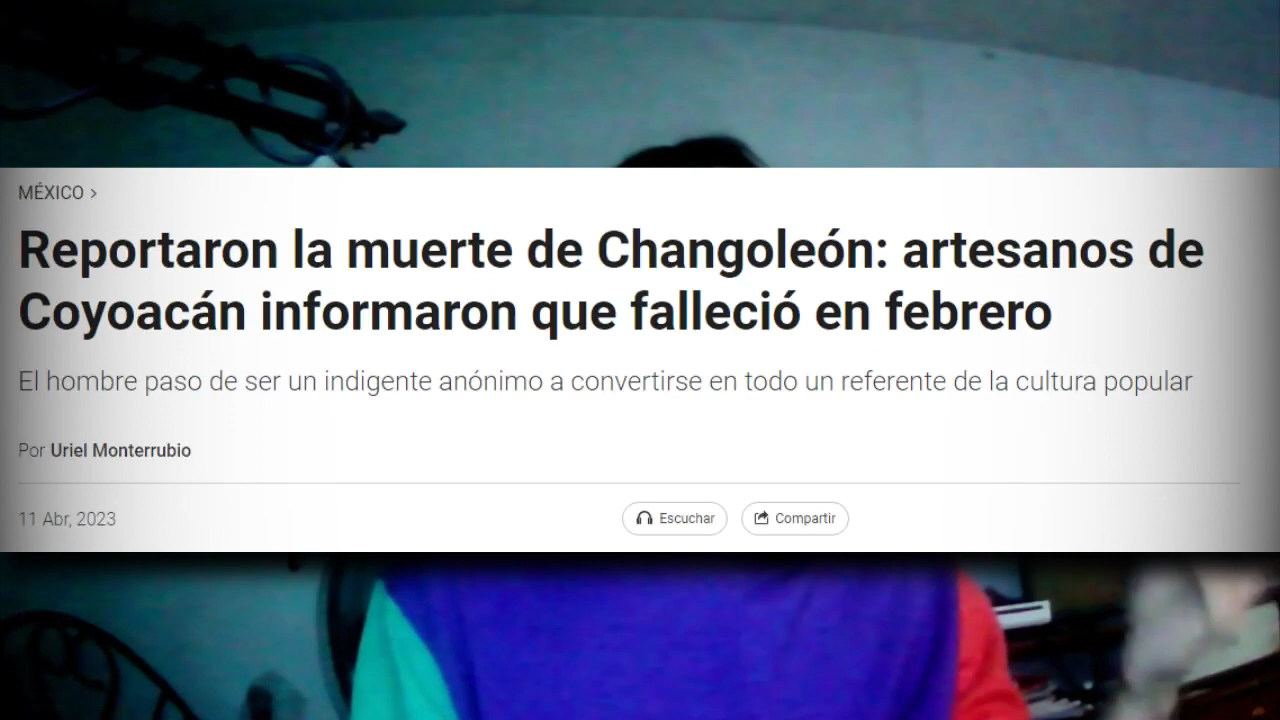 MÉXICO >
Reportaron la muerte de Changoleón: artesanos de
Coyoacán informaron que falleció en febrero
El hombre paso de ser un indigente anónimo a convertirse en todo un referente de la cultura popular
Por Uriel Monterrubio
11 Abr, 2023
Escuchar
Compartir